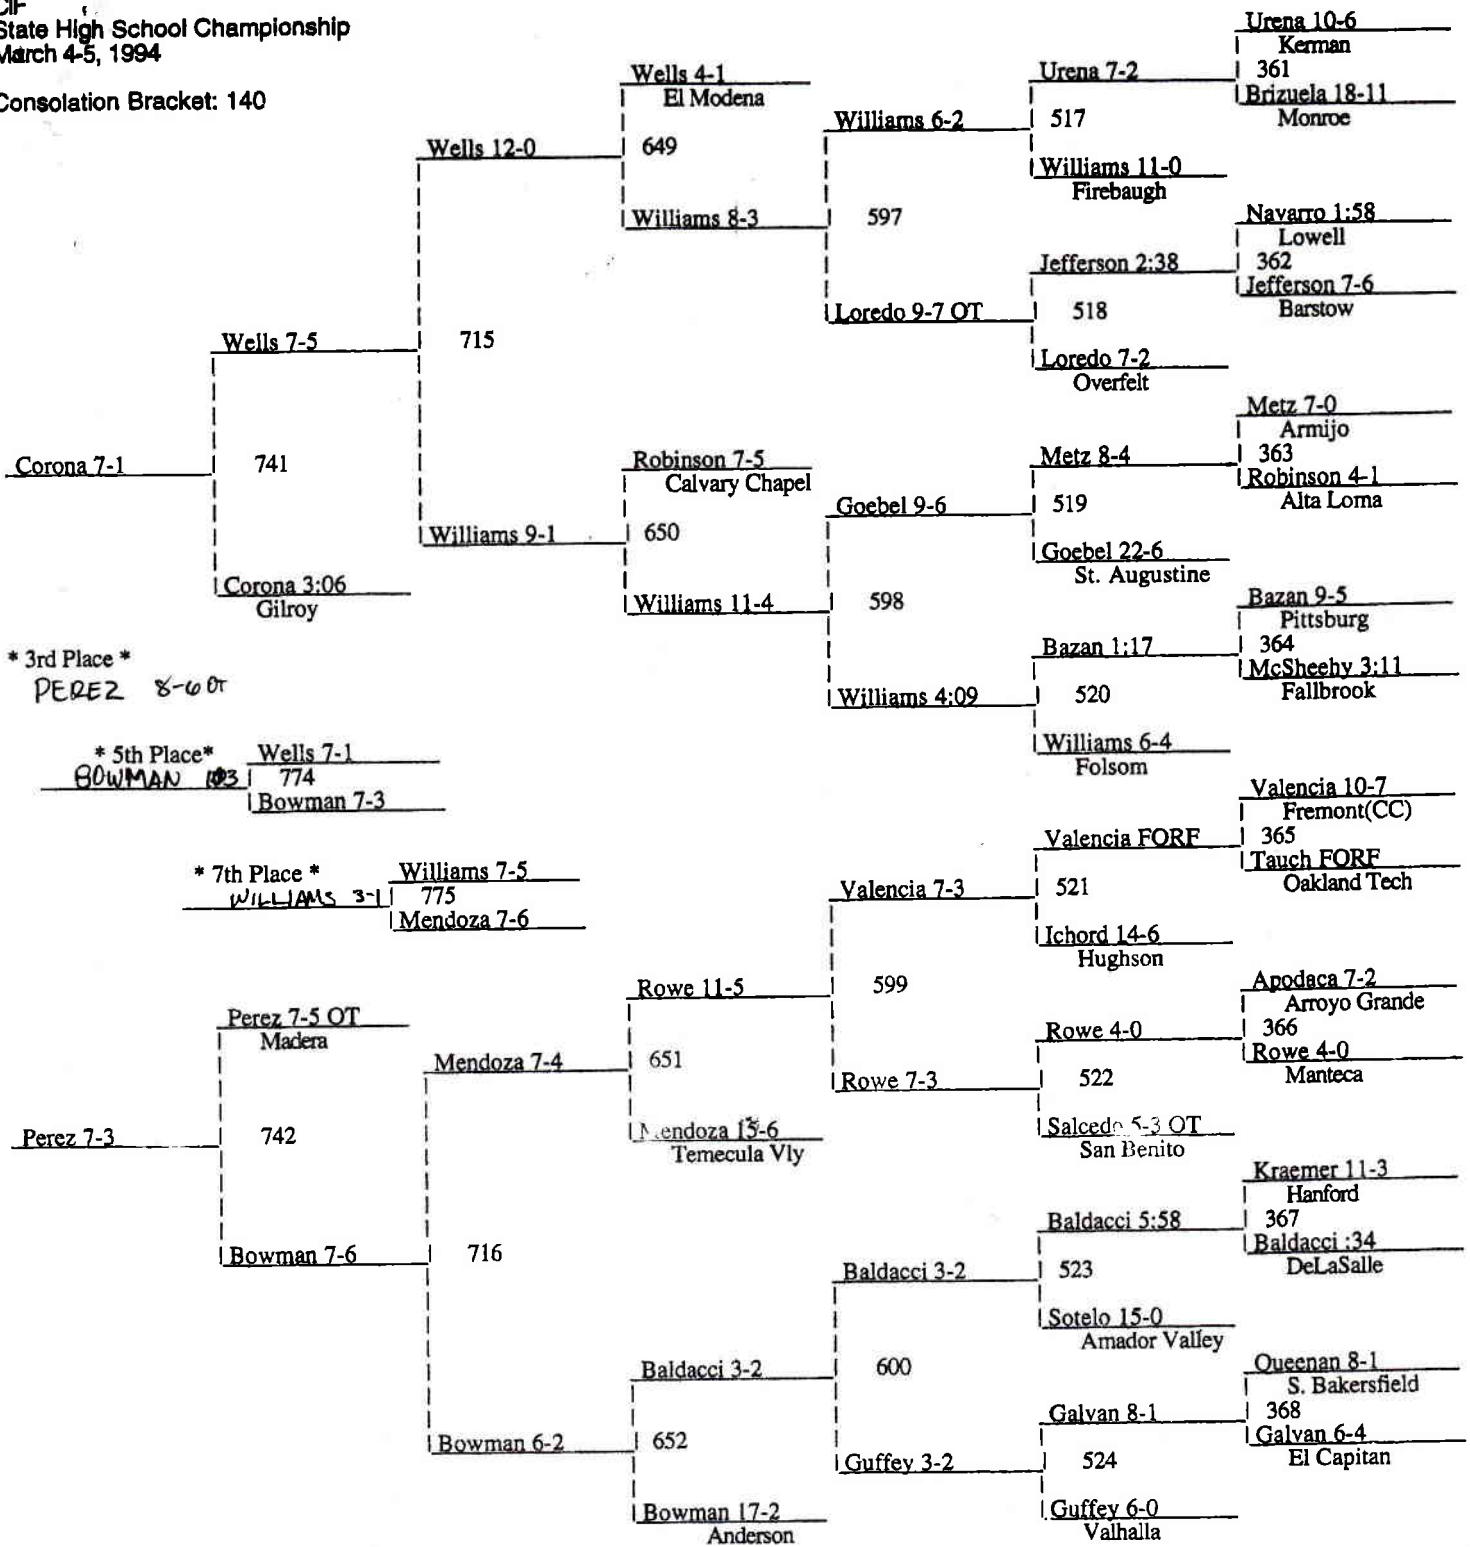 CIF
State High School Championship
March 4-5, 1994
Consolation Bracket: 140
Urena 10-6
Kerman
361
Brizuela 18-11
Monroe
Navarro 1:58
Lowell
362
Jefferson 7-6
Barstow
Metz 7-0
Armijo
363
Robinson 4-1
Alta Loma
Bazan 9-5
Pittsburg
364
McSheehy 3:11
Fallbrook
Valencia 10-7
Fremont(CC)
365
Tauch FORF
Oakland Tech
Apodaca 7-2
Arroyo Grande
366
Rowe 4-0
Manteca
Kraemer 11-3
Hanford
367
Baldacci :34
DeLaSalle
Queenan 8-1
S. Bakersfield
368
Galvan 6-4
El Capitan
Urena 7-2
517
Williams 11-0
Firebaugh
Jefferson 2:38
518
Loredo 7-2
Overfelt
Metz 8-4
519
Goebel 22-6
St. Augustine
Bazan 1:17
520
Williams 6-4
Folsom
Valencia FORF
521
Ichord 14-6
Hughson
Rowe 4-0
522
Salcedo 5-3 OT
San Benito
Baldacci 5:58
523
Sotelo 15-0
Amador Valley
Galvan 8-1
524
Guffey 6-0
Valhalla
Williams 6-2
597
Loredo 9-7 OT
Goebel 9-6
598
Williams 4:09
Valencia 7-3
599
Rowe 7-3
Baldacci 3-2
600
Guffey 3-2
Wells 4-1
El Modena
649
Williams 8-3
Robinson 7-5
Calvary Chapel
650
Williams 11-4
Rowe 11-5
651
Mendoza 15-6
Temecula Vly
Baldacci 3-2
652
Bowman 17-2
Anderson
Wells 12-0
715
Williams 9-1
Mendoza 7-4
716
Bowman 6-2
Wells 7-5
741
Corona 3:06
Gilroy
Perez 7-5 OT
Madera
742
Bowman 7-6
Corona 7-1
Perez 7-3
* 3rd Place *
PEREZ 8-6 OT
* 5th Place*
Wells 7-1
BOWMAN
774
Bowman 7-3
* 7th Place *
Williams 7-5
WILLIAMS 3-1
775
Mendoza 7-6